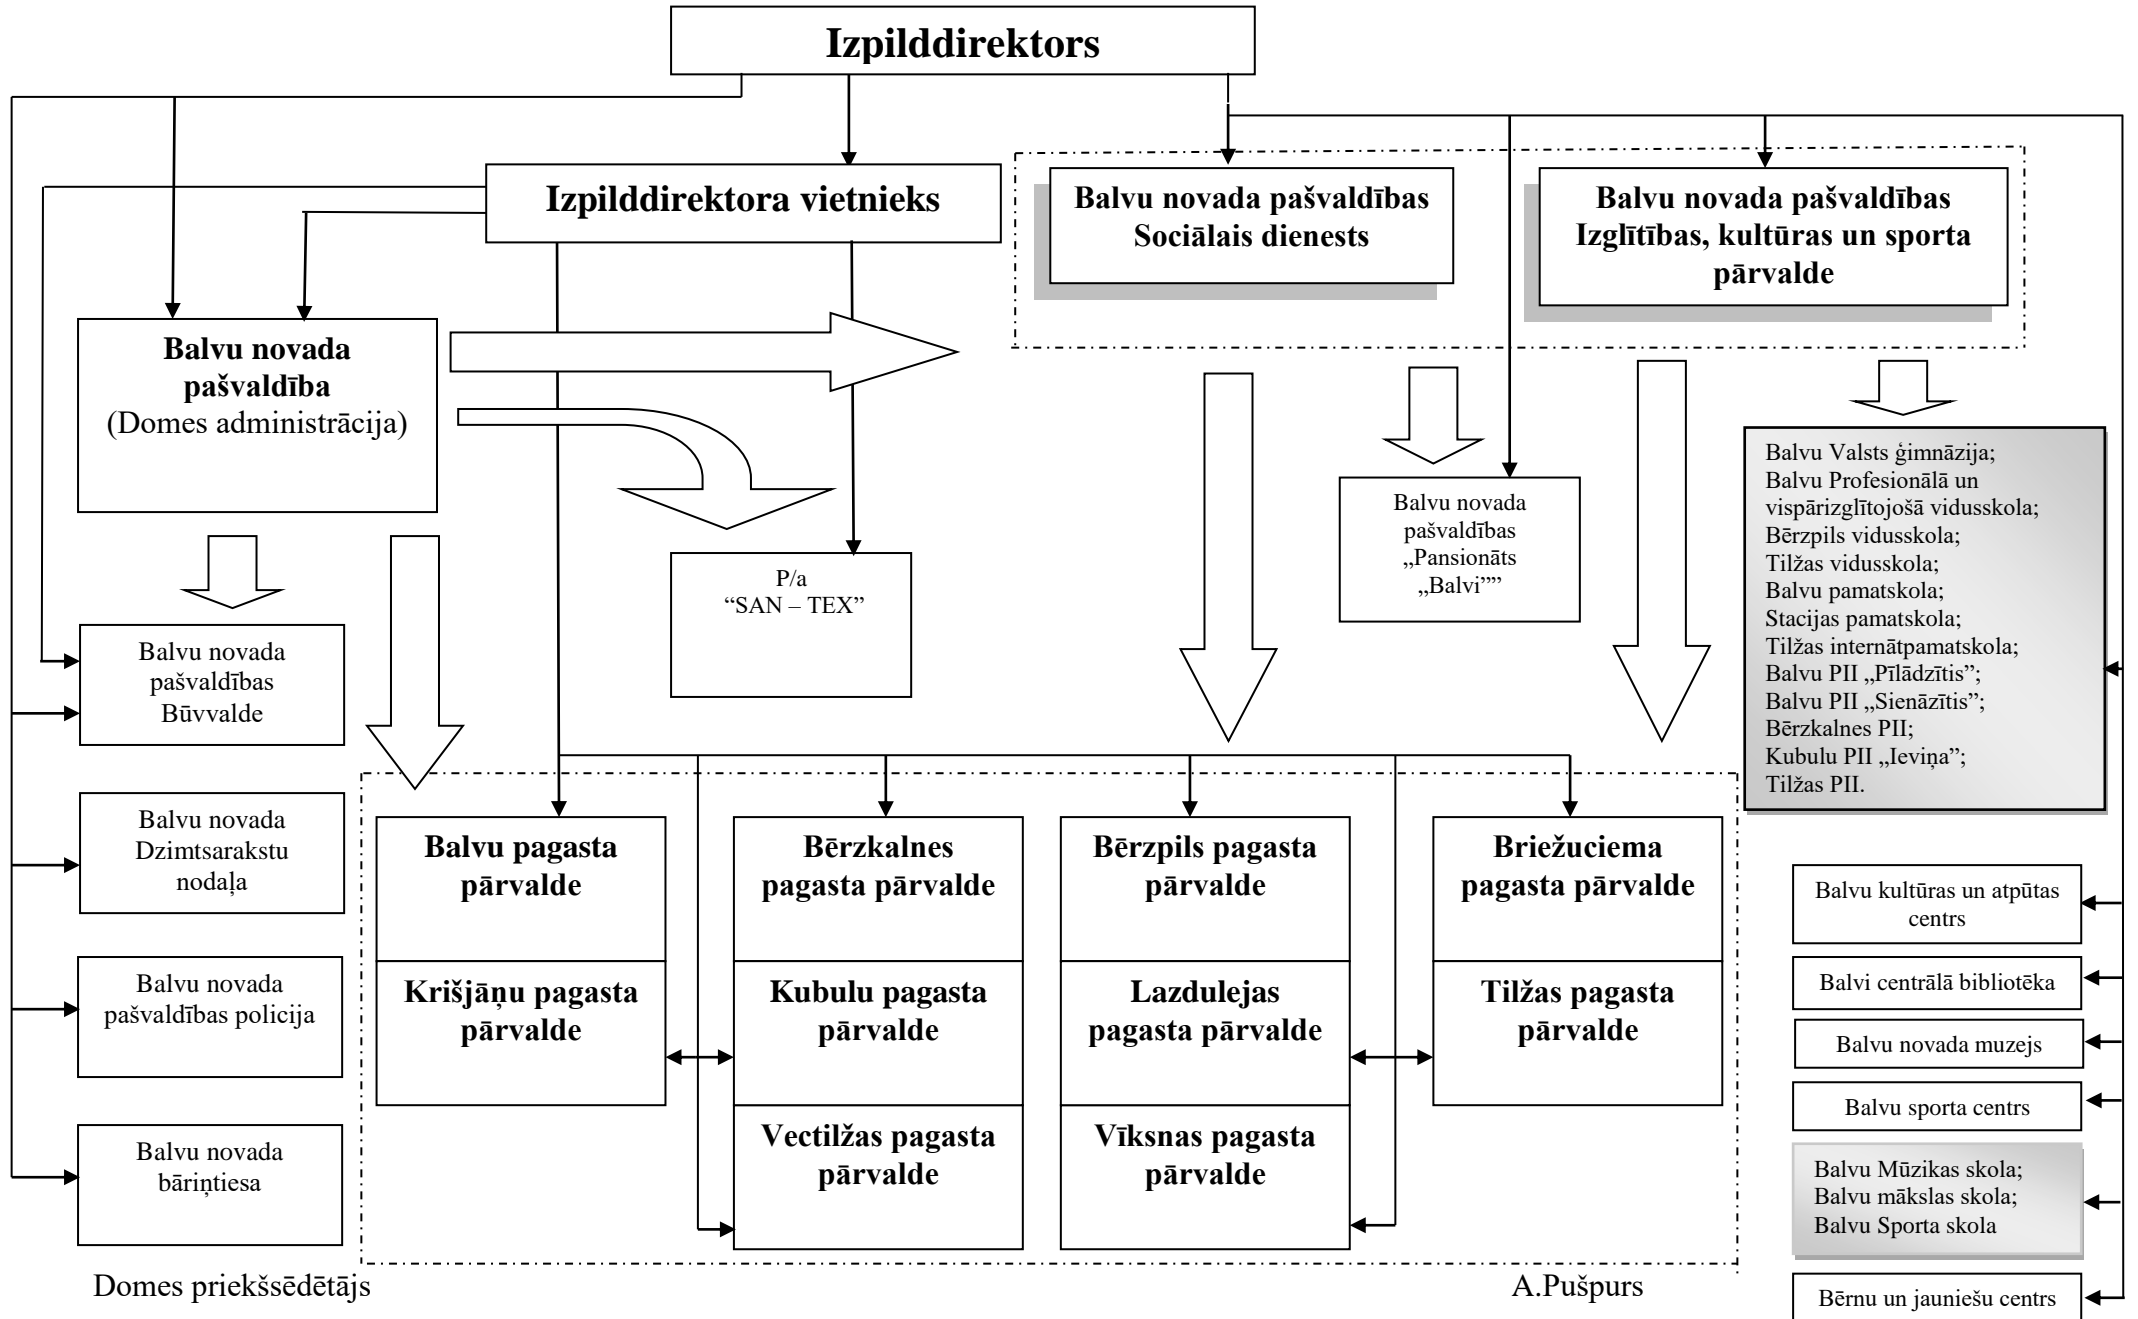 Izpilddirektors
Izpilddirektora vietnieks
Balvu novada pašvaldības
Sociālais dienests
Balvu novada pašvaldības
Izglītības, kultūras un sporta
pārvalde
Balvu novada
pašvaldība
(Domes administrācija)
P/a
“SAN – TEX”
Balvu novada
pašvaldības
„Pansionāts
„Balvi””
Balvu Valsts ģimnāzija;
Balvu Profesionālā un
vispārizglītojošā vidusskola;
Bērzpils vidusskola;
Tilžas vidusskola;
Balvu pamatskola;
Stacijas pamatskola;
Tilžas internātpamatskola;
Balvu PII „Pīlādzītis”;
Balvu PII „Sienāzītis”;
Bērzkalnes PII;
Kubulu PII „Ieviņa”;
Tilžas PII.
Balvu novada
pašvaldības
Būvvalde
Balvu novada
Dzimtsarakstu
nodaļa
Balvu novada
pašvaldības policija
Balvu novada
bāriņtiesa
Balvu pagasta
pārvalde
Bērzkalnes
pagasta pārvalde
Bērzpils pagasta
pārvalde
Briežuciema
pagasta pārvalde
Krišjāņu pagasta
pārvalde
Kubulu pagasta
pārvalde
Lazdulejas
pagasta pārvalde
Tilžas pagasta
pārvalde
Vectilžas pagasta
pārvalde
Vīksnas pagasta
pārvalde
Balvu kultūras un atpūtas
centrs
Balvi centrālā bibliotēka
Balvu novada muzejs
Balvu sporta centrs
Balvu Mūzikas skola;
Balvu mākslas skola;
Balvu Sporta skola
Bērnu un jauniešu centrs
Domes priekšsēdētājs
A.Pušpurs